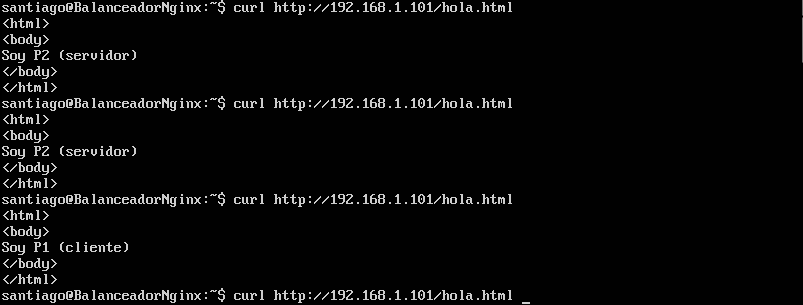 santiago@BalanceadorNginx:~$ curl http://192.168.1.101/hola.html
<html>
<body>
Soy P2 (servidor)
</body>
</html>
santiago@BalanceadorNginx:~$ curl http://192.168.1.101/hola.html
<html>
<body>
Soy P2 (servidor)
</body>
</html>
santiago@BalanceadorNginx:~$ curl http://192.168.1.101/hola.html
<html>
<body>
Soy P1 (cliente)
</body>
</html>
santiago@BalanceadorNginx:~$ curl http://192.168.1.101/hola.html _